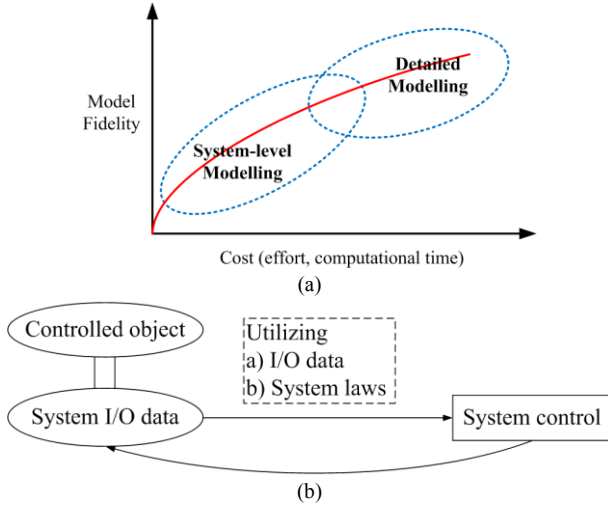 Detailed
Modelling
Model
Fidelity
System-level
Modelling
Cost (effort, computational time)
(a)
Controlled object
Utilizing
a) I/O data
b) System laws
System I/O data
System control
(b)